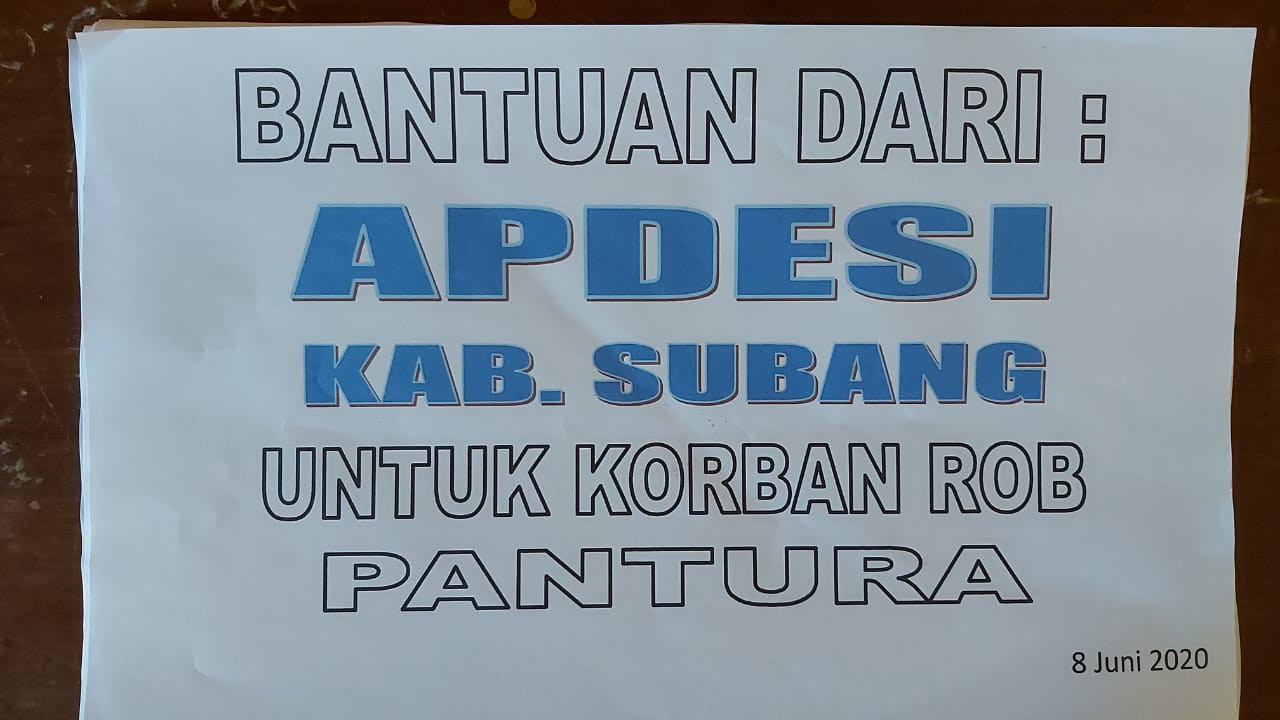 BANTUAN DARI :
APDESI
KAB. SUBANG
UNTUK KORBAN ROB
PANTURA
8 Juni 2020